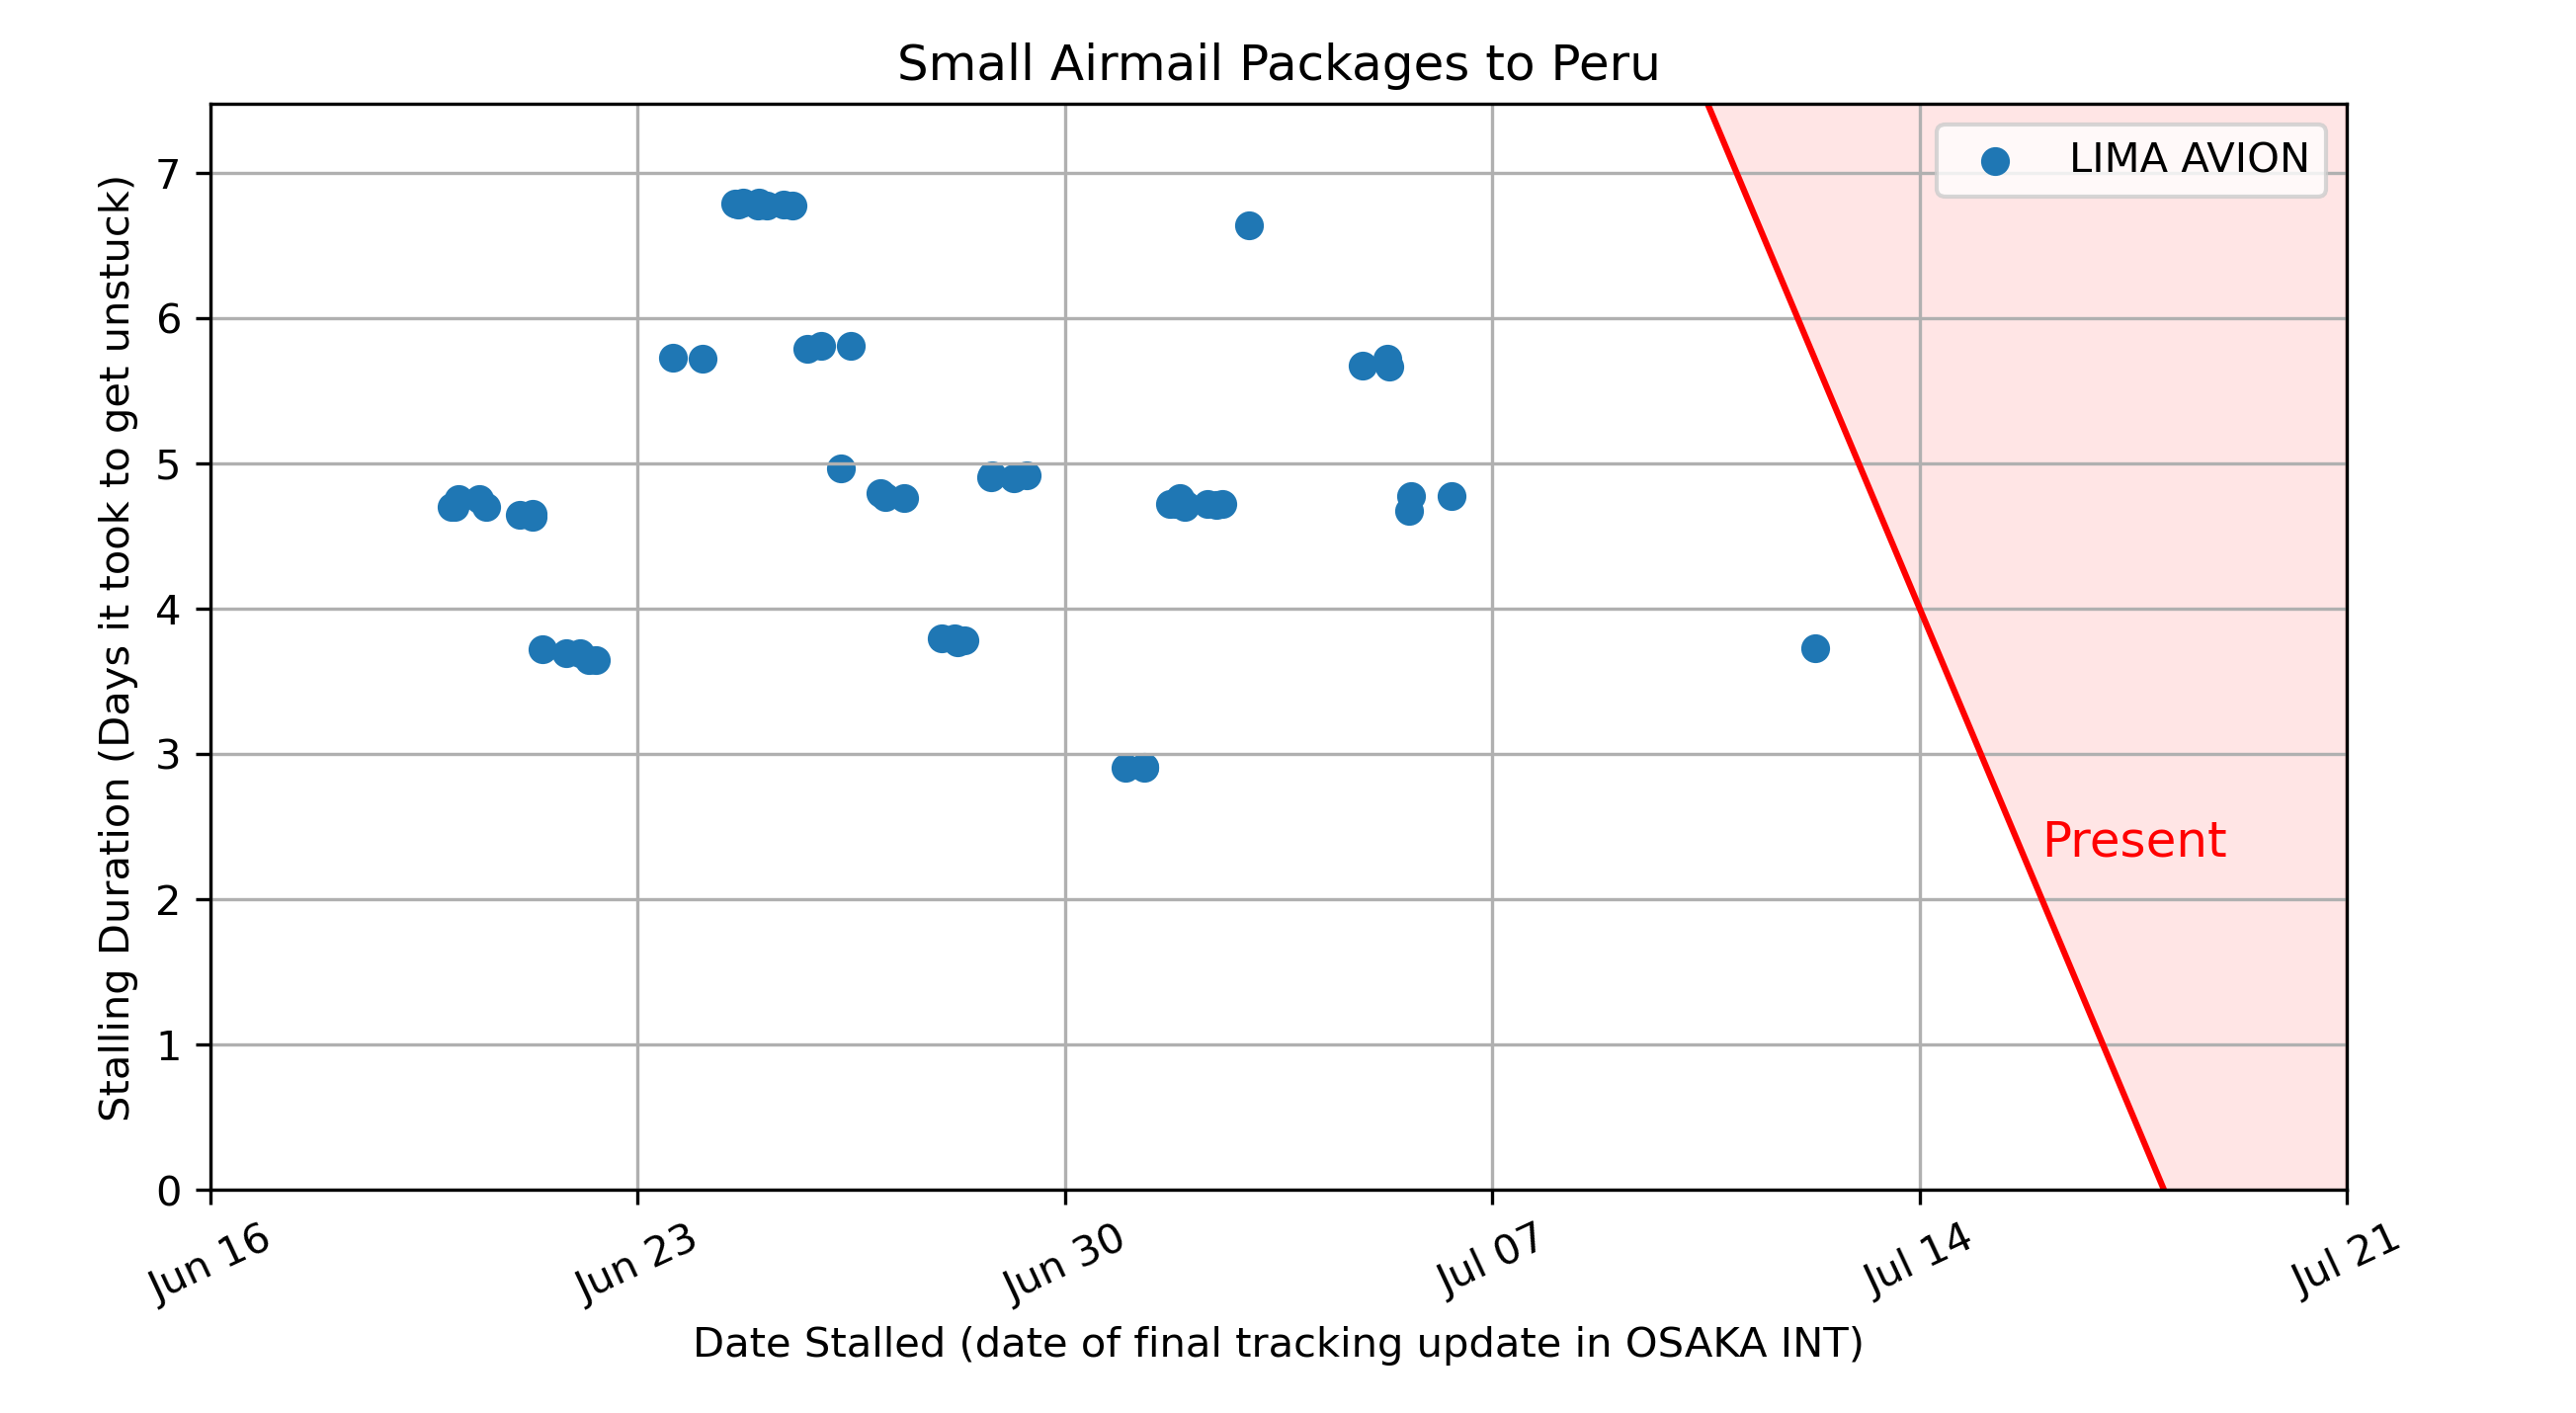 Small Airmail Packages to Peru
LIMA AVION
Stalling Duration (Days it took to get unstuck)
7
6
5
4
3
2
1
0
Present
Jun 16
Jun 23
Jun 30
Jul 07
Jul 14
Jul 21
Date Stalled (date of final tracking update in OSAKA INT)